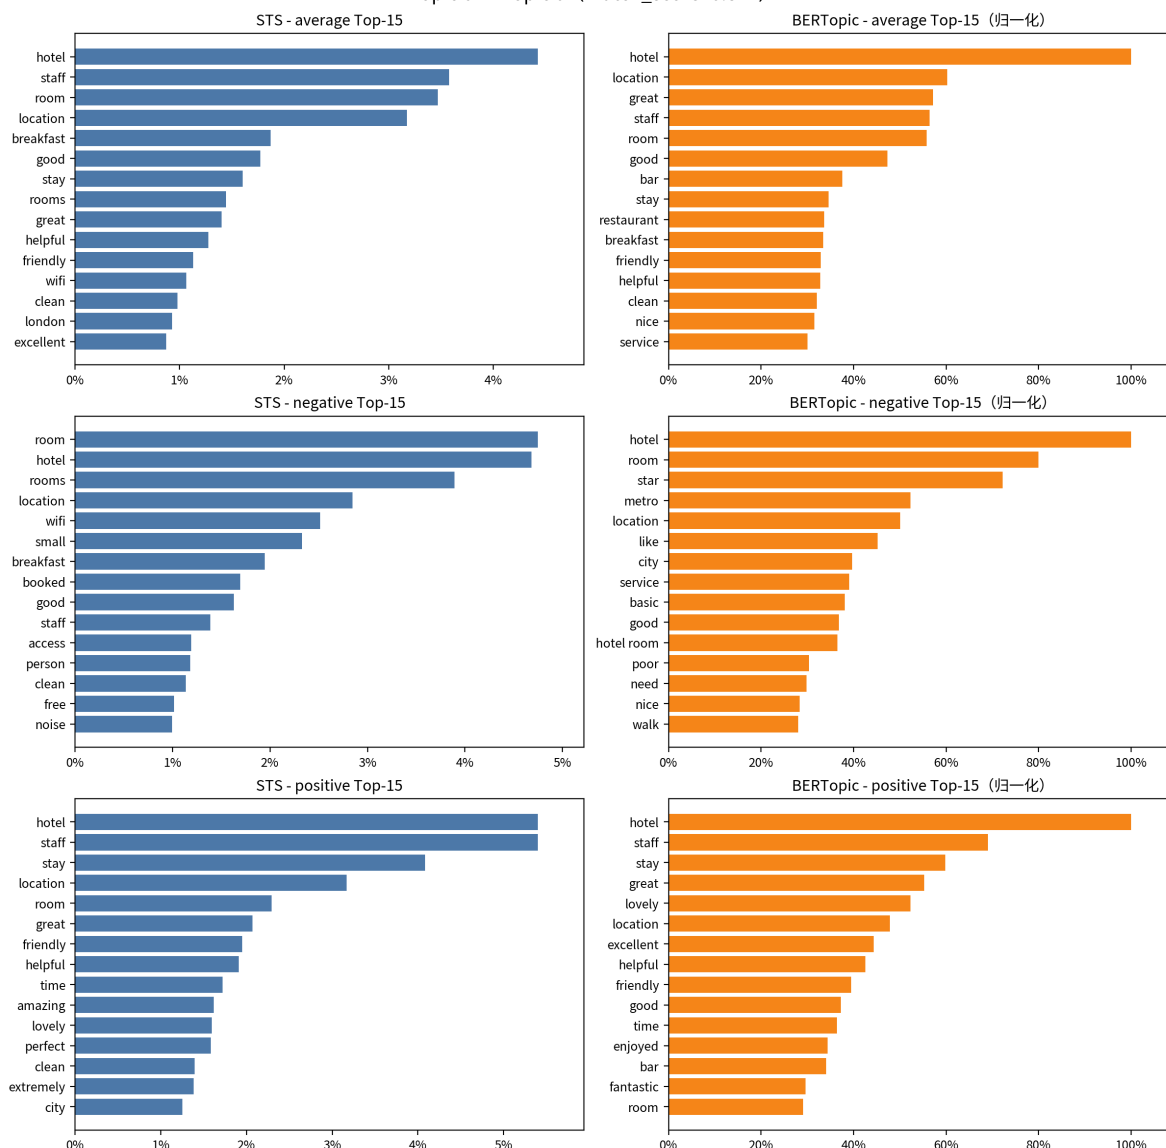 STS - average Top-15
hotel
staff
room
location
breakfast
good
stay
rooms
great
helpful
friendly
wifi
clean
london
excellent
0% 1% 2% 3% 4%
BERTopic - average Top-15（归一化）
hotel
location
great
staff
room
good
bar
stay
restaurant
breakfast
friendly
helpful
clean
nice
service
0% 20% 40% 60% 80% 100%
STS - negative Top-15
room
hotel
rooms
location
wifi
small
breakfast
booked
good
staff
access
person
clean
free
noise
0% 1% 2% 3% 4% 5%
BERTopic - negative Top-15（归一化）
hotel
room
star
metro
location
like
city
service
basic
good
hotel room
poor
need
nice
walk
0% 20% 40% 60% 80% 100%
STS - positive Top-15
hotel
staff
stay
location
room
great
friendly
helpful
time
amazing
lovely
perfect
clean
extremely
city
0% 1% 2% 3% 4% 5%
BERTopic - positive Top-15（归一化）
hotel
staff
stay
great
lovely
location
excellent
helpful
friendly
good
time
enjoyed
bar
fantastic
room
0% 20% 40% 60% 80% 100%